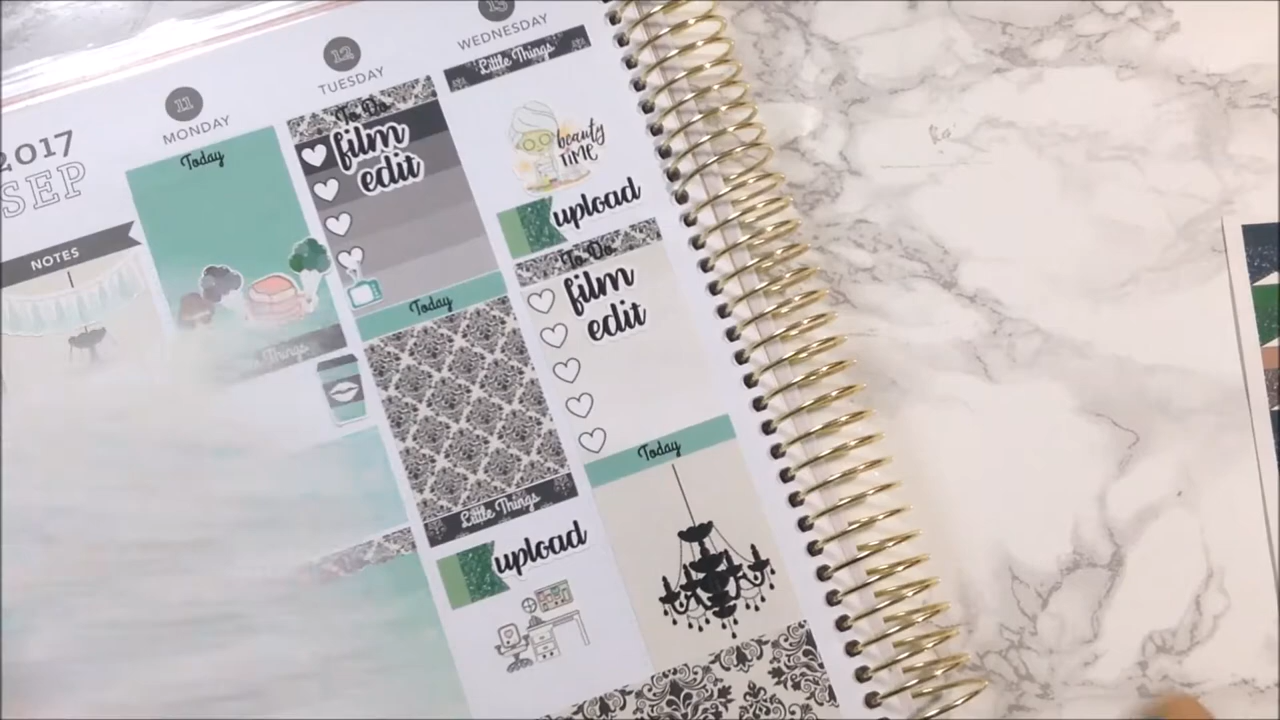 2017
SEP
NOTES
11
MONDAY
Today
Things
12
TUESDAY
To Do
film
edit
Today
Little Things
upload
13
WEDNESDAY
Little Things
beauty
TIME
upload
To Do
film
edit
Today